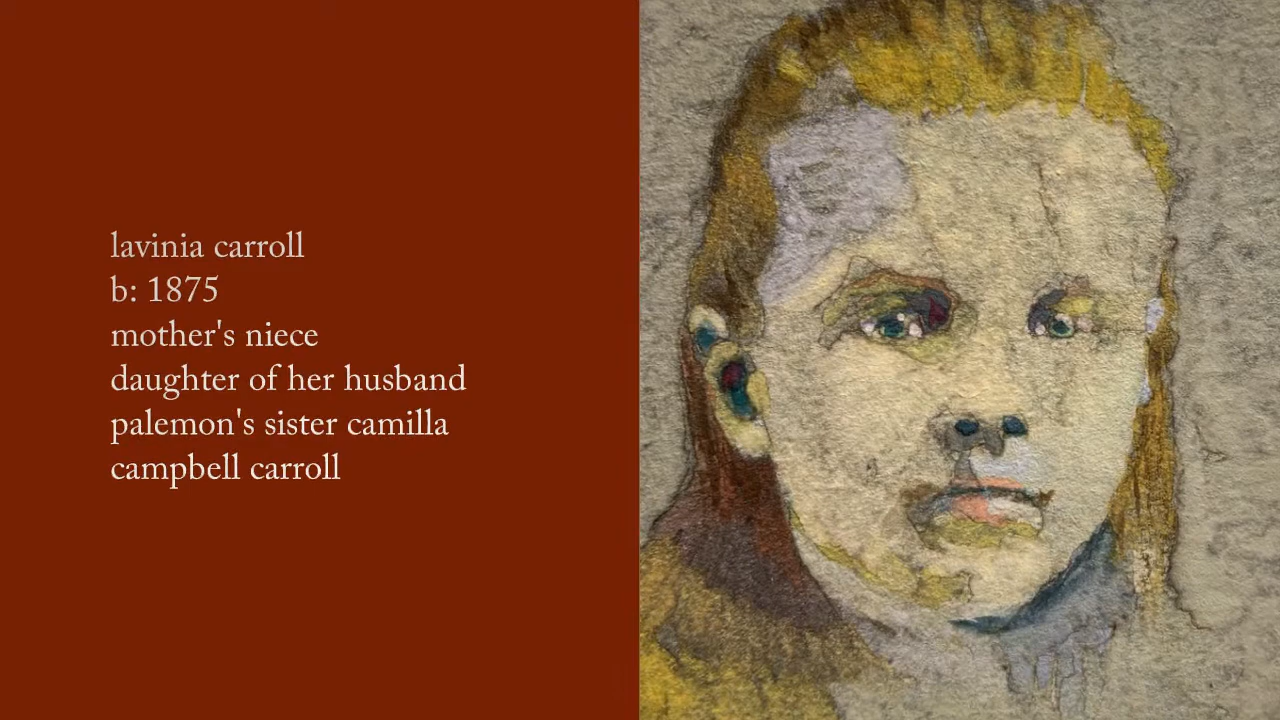 lavinia carroll
b: 1875
mother's niece
daughter of her husband
palemon's sister camilla
campbell carroll